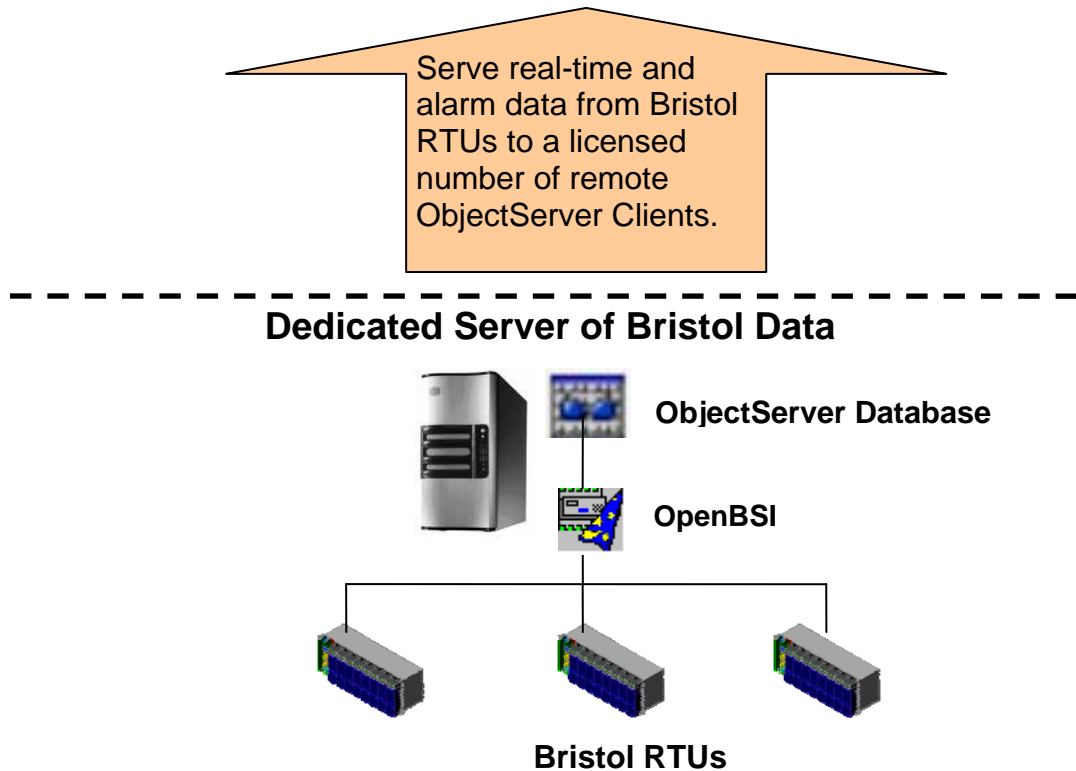 Serve real-time and
alarm data from Bristol
RTUs to a licensed
number of remote
ObjectServer Clients.
Dedicated Server of Bristol Data
ObjectServer Database
OpenBSI
Bristol RTUs